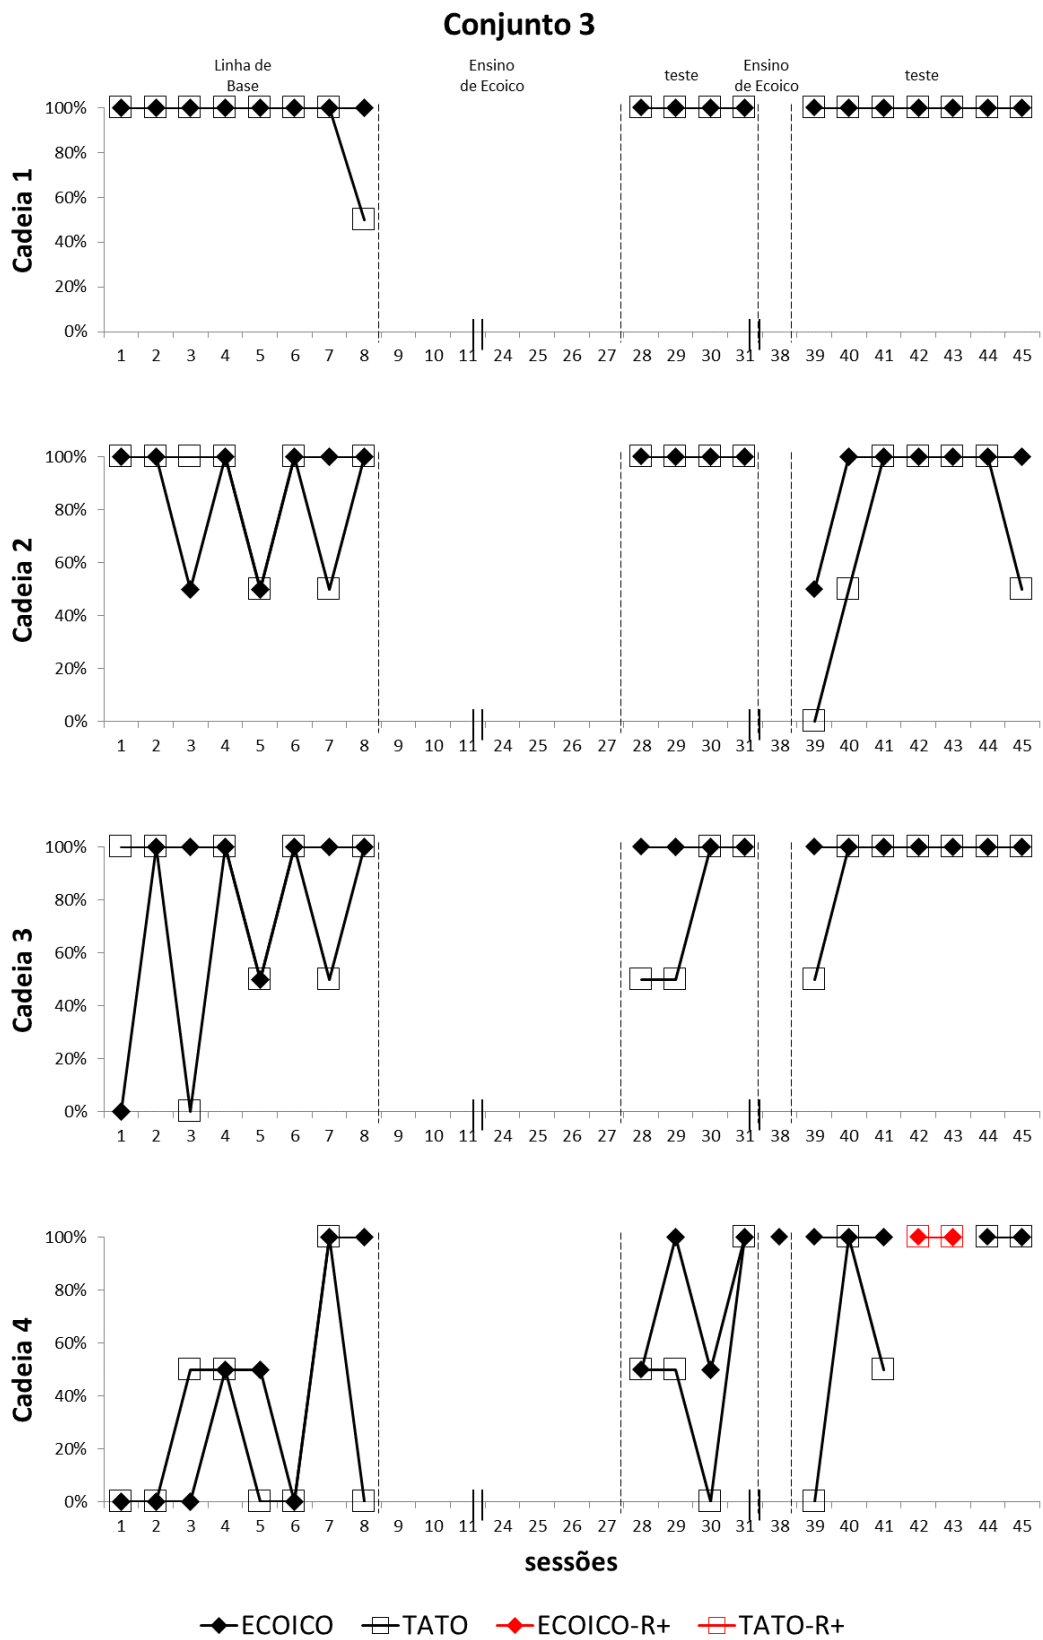 Conjunto 3
Linha de
Base
Ensino
de Ecoico
teste
Ensino
de Ecoico
teste
Cadeia 1
100%
80%
60%
40%
20%
0%
1 2 3 4 5 6 7 8 9 10 11 24 25 26 27 28 29 30 31 38 39 40 41 42 43 44 45
Cadeia 2
100%
80%
60%
40%
20%
0%
1 2 3 4 5 6 7 8 9 10 11 24 25 26 27 28 29 30 31 38 39 40 41 42 43 44 45
Cadeia 3
100%
80%
60%
40%
20%
0%
1 2 3 4 5 6 7 8 9 10 11 24 25 26 27 28 29 30 31 38 39 40 41 42 43 44 45
Cadeia 4
100%
80%
60%
40%
20%
0%
1 2 3 4 5 6 7 8 9 10 11 24 25 26 27 28 29 30 31 38 39 40 41 42 43 44 45
sessões
ECOICO TATO ECOICO-R+ TATO-R+